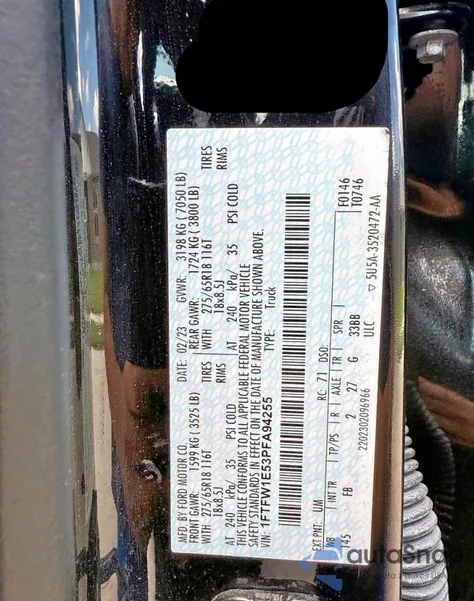 MFD. BY FORD MOTOR CO.
DATE: 02/23 GVWR: 3198 KG (7050 LB)
FRONT GAWR: 1599 KG (3525 LB)
REAR GAWR: 1724 KG (3800 LB)
WITH 275/65R18 116T TIRES
18x8.5J RIMS
AT 240 kPa/ 35 PSI COLD
WITH 275/65R18 116T TIRES
18x8.5J RIMS
AT 240 kPa/ 35 PSI COLD
THIS VEHICLE CONFORMS TO ALL APPLICABLE FEDERAL MOTOR VEHICLE
SAFETY STANDARDS IN EFFECT ON THE DATE OF MANUFACTURE SHOWN ABOVE.
VIN: 1FTFW1E53PFA94255
TYPE: Truck
F0146
T0746
EXT PNT: UM RC: 71 DSO:
WB INT TR TP/PS R AXLE TR SPR
145 FB 2 27 G 33BB
ULC
2202302096966
▽ 5U5A-3520472-AA
autoSnap